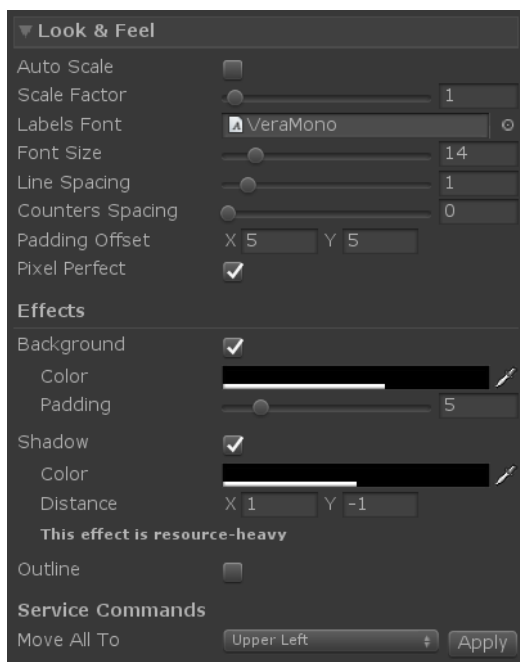 Look & Feel
Auto Scale
Scale Factor 1
Labels Font VeraMono
Font Size 14
Line Spacing 1
Counters Spacing 0
Padding Offset X 5 Y 5
Pixel Perfect
Effects
Background
Color
Padding 5
Shadow
Color
Distance X 1 Y -1
This effect is resource-heavy
Outline
Service Commands
Move All To Upper Left Apply